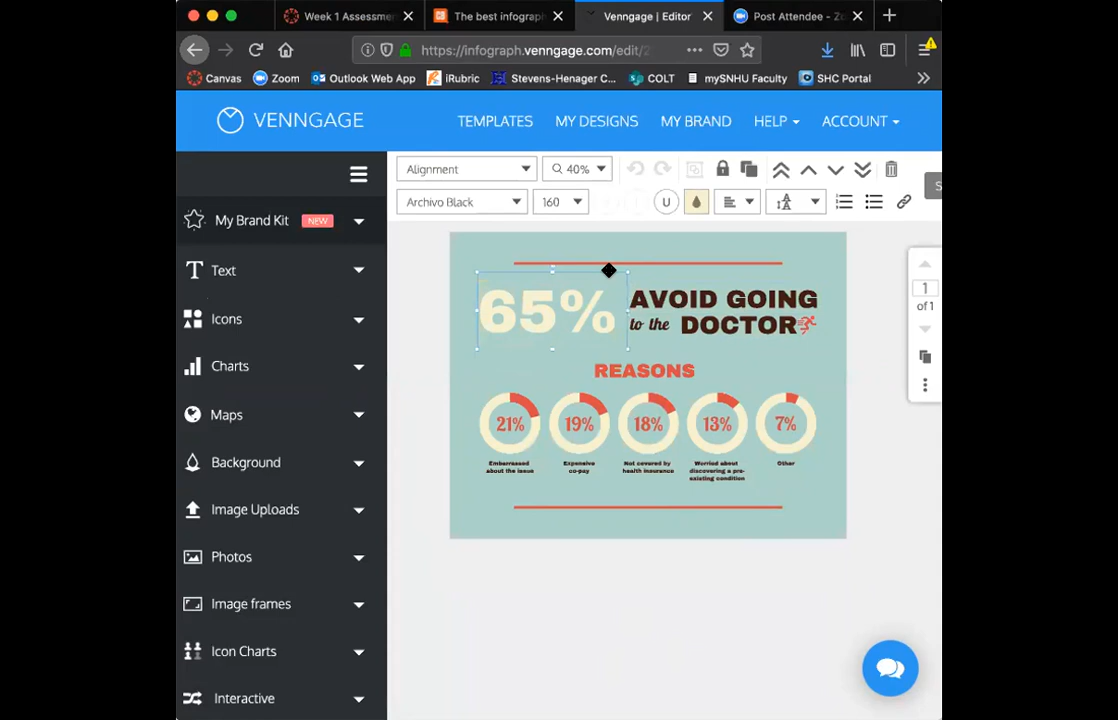 Week 1 Assessme
The best infograph
Venngage | Editor
Post Attendee - Zo
https://infograph.venngage.com/edit/2
Canvas
Zoom
Outlook Web App
iRubric
Stevens-Henager C...
COLT
mySNHU Faculty
SHC Portal
VENNGAGE
TEMPLATES
MY DESIGNS
MY BRAND
HELP
ACCOUNT
Alignment
40%
Archivo Black
160
U
My Brand Kit
NEW
Text
Icons
Charts
Maps
Background
Image Uploads
Photos
Image frames
Icon Charts
Interactive
65%
AVOID GOING
to the DOCTOR
REASONS
21%
19%
18%
13%
7%
Embarrassed
about the issue
Expensive
co-pay
Not covered by
health insurance
Worried about
discovering a pre-
existing condition
Other
1
of 1